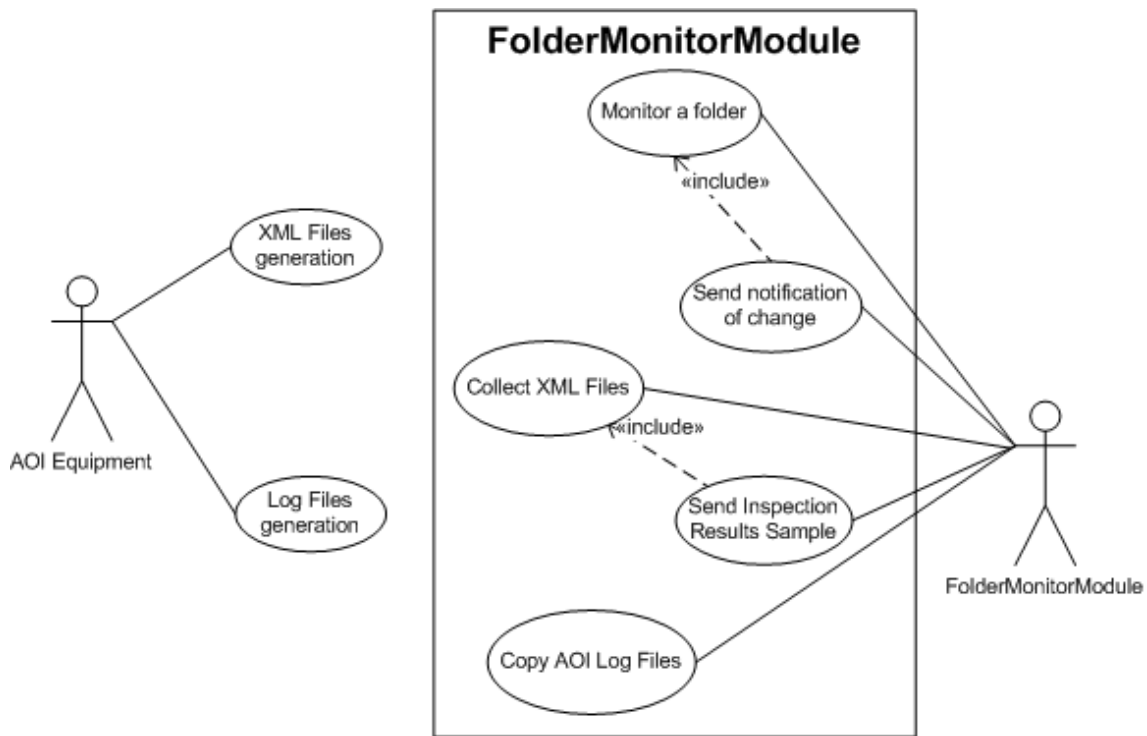 FolderMonitorModule
Monitor a folder
«include»
XML Files
generation
Send notification
of change
AOI Equipment
Collect XML Files
«include»
Log Files
generation
Send Inspection
Results Sample
FolderMonitorModule
Copy AOI Log Files